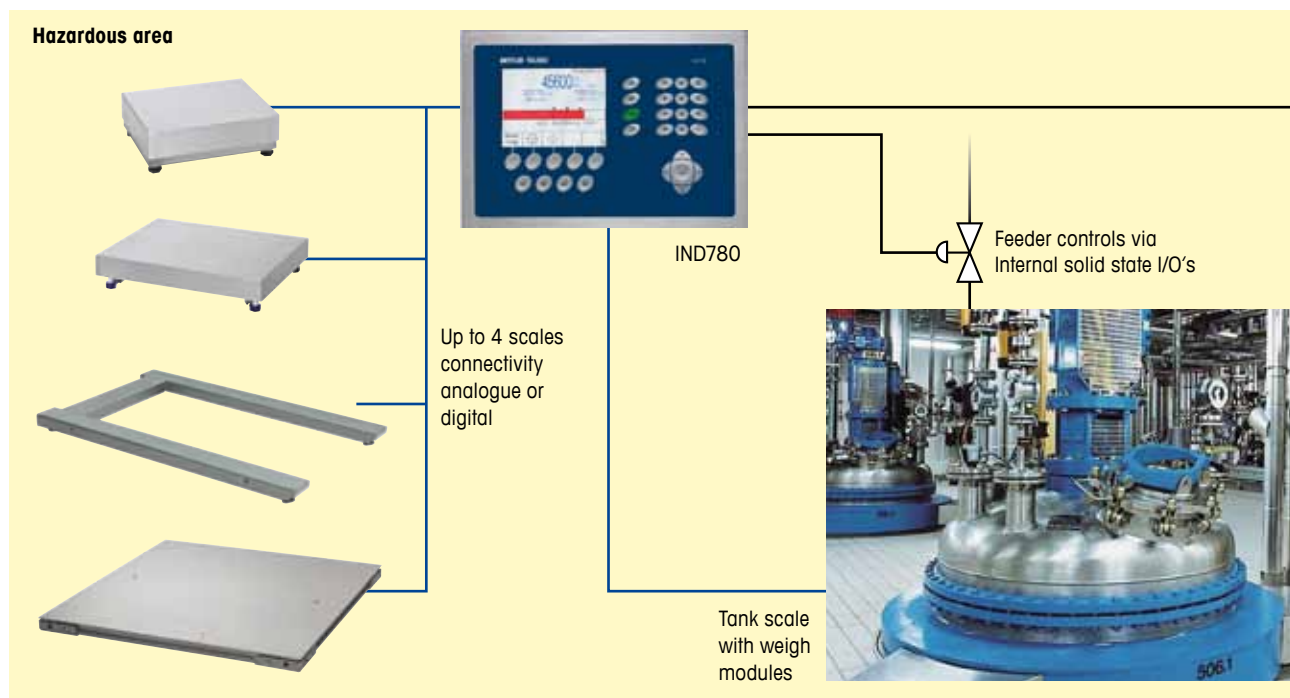 Hazardous area
METTLER TOLEDO
45600
IND780
Feeder controls via
Internal solid state I/O's
Up to 4 scales
connectivity
analogue or
digital
Tank scale
with weigh
modules
506.1